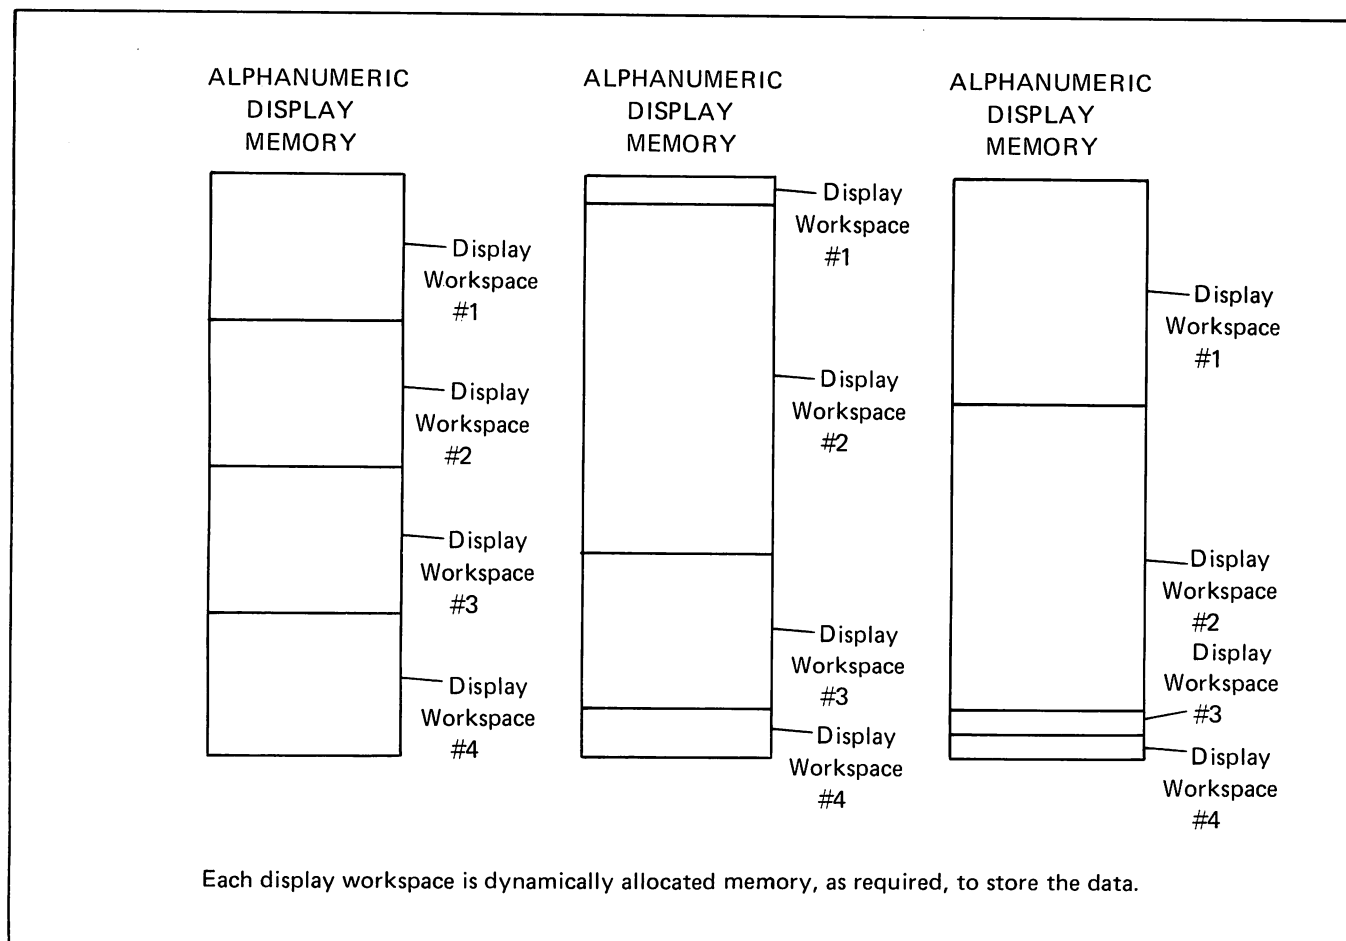 ALPHANUMERIC
DISPLAY
MEMORY
Display
Workspace
#1
Display
Workspace
#2
Display
Workspace
#3
Display
Workspace
#4
ALPHANUMERIC
DISPLAY
MEMORY
Display
Workspace
#1
Display
Workspace
#2
Display
Workspace
#3
Display
Workspace
#4
ALPHANUMERIC
DISPLAY
MEMORY
Display
Workspace
#1
Display
Workspace
#2
Display
Workspace
#3
Display
Workspace
#4
Each display workspace is dynamically allocated memory, as required, to store the data.